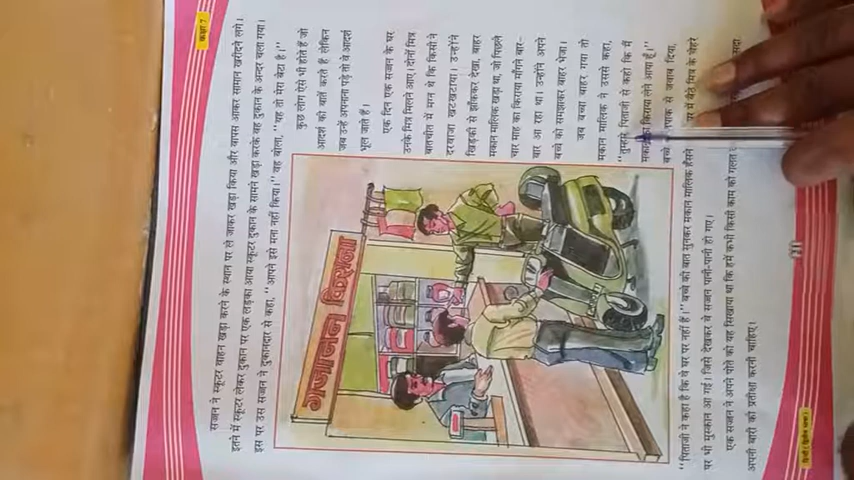 कक्षा 7
सज्जन ने स्कूटर वाहन खड़ा करने के स्थान पर ले जाकर खड़ा किया और वापस आकर सामान खरीदने लगे।
इतने में स्कूटर लेकर दुकान पर एक लड़का आया। स्कूटर दुकान के सामने खड़ा करके वह दुकान के अन्दर चला गया।
इस पर उस सज्जन ने दुकानदार से कहा, "आपने इसे मना नहीं किया।" वह बोला, "यह तो मेरा बेटा है।"
कुछ लोग ऐसे भी होते हैं जो
आदर्श की बातें करते हैं लेकिन
जब उन्हें अपनाना पड़े तो वे आदर्श
भूल जाते हैं।
एक दिन एक सज्जन के घर
उनके मित्र मिलने आए। दोनों मित्र
बातचीत में मग्न थे कि किसी ने
दरवाजा खटखटाया। उन्होंने
खिड़की से झाँककर देखा, बाहर
मकान मालिक खड़ा था, जो पिछले
चार माह का किराया माँगने बार-
बार आ रहा था। उन्होंने अपने
बच्चे को समझाकर बाहर भेजा।
जब बच्चा बाहर गया तो
मकान मालिक ने उससे कहा,
पिताजी से कहो कि मैं
किराया लेने आया हूँ।"
बच्चे से जवाब दिया,
गजानन किराना
"पिताजी ने कहा है कि वे घर पर नहीं हैं।" बच्चे की बात सुनकर मकान मालिक में बैठे मित्र के चेहरे
पर भी मुस्कान आ गई। जिसे देखकर वे सज्जन पानी-पानी हो गए।
एक सज्जन ने अपने पोते को यह सिखाया था कि हमें कभी किसी काम को गलत
अपनी बारी की प्रतीक्षा करनी चाहिए।